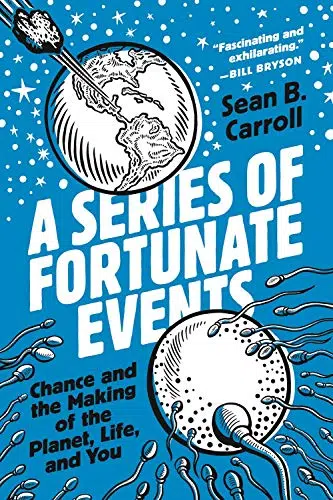 "Fascinating and
exhilarating."
—BILL BRYSON
Sean B.
Carroll
A SERIES OF
FORTUNATE
EVENTS
Chance and
the Making
of the
Planet, Life,
and You